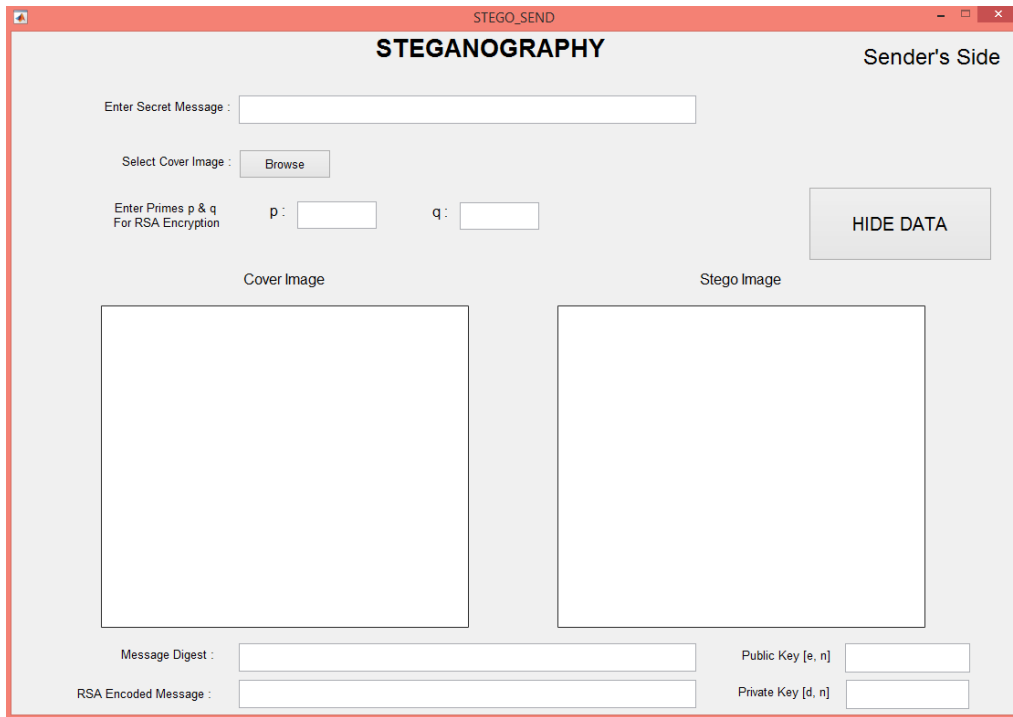 STEGO_SEND
STEGANOGRAPHY
Sender's Side
Enter Secret Message :
Select Cover Image :
Browse
Enter Primes p & q
For RSA Encryption
p :
q :
HIDE DATA
Cover Image
Stego Image
Message Digest :
Public Key [e, n]
RSA Encoded Message :
Private Key [d, n]